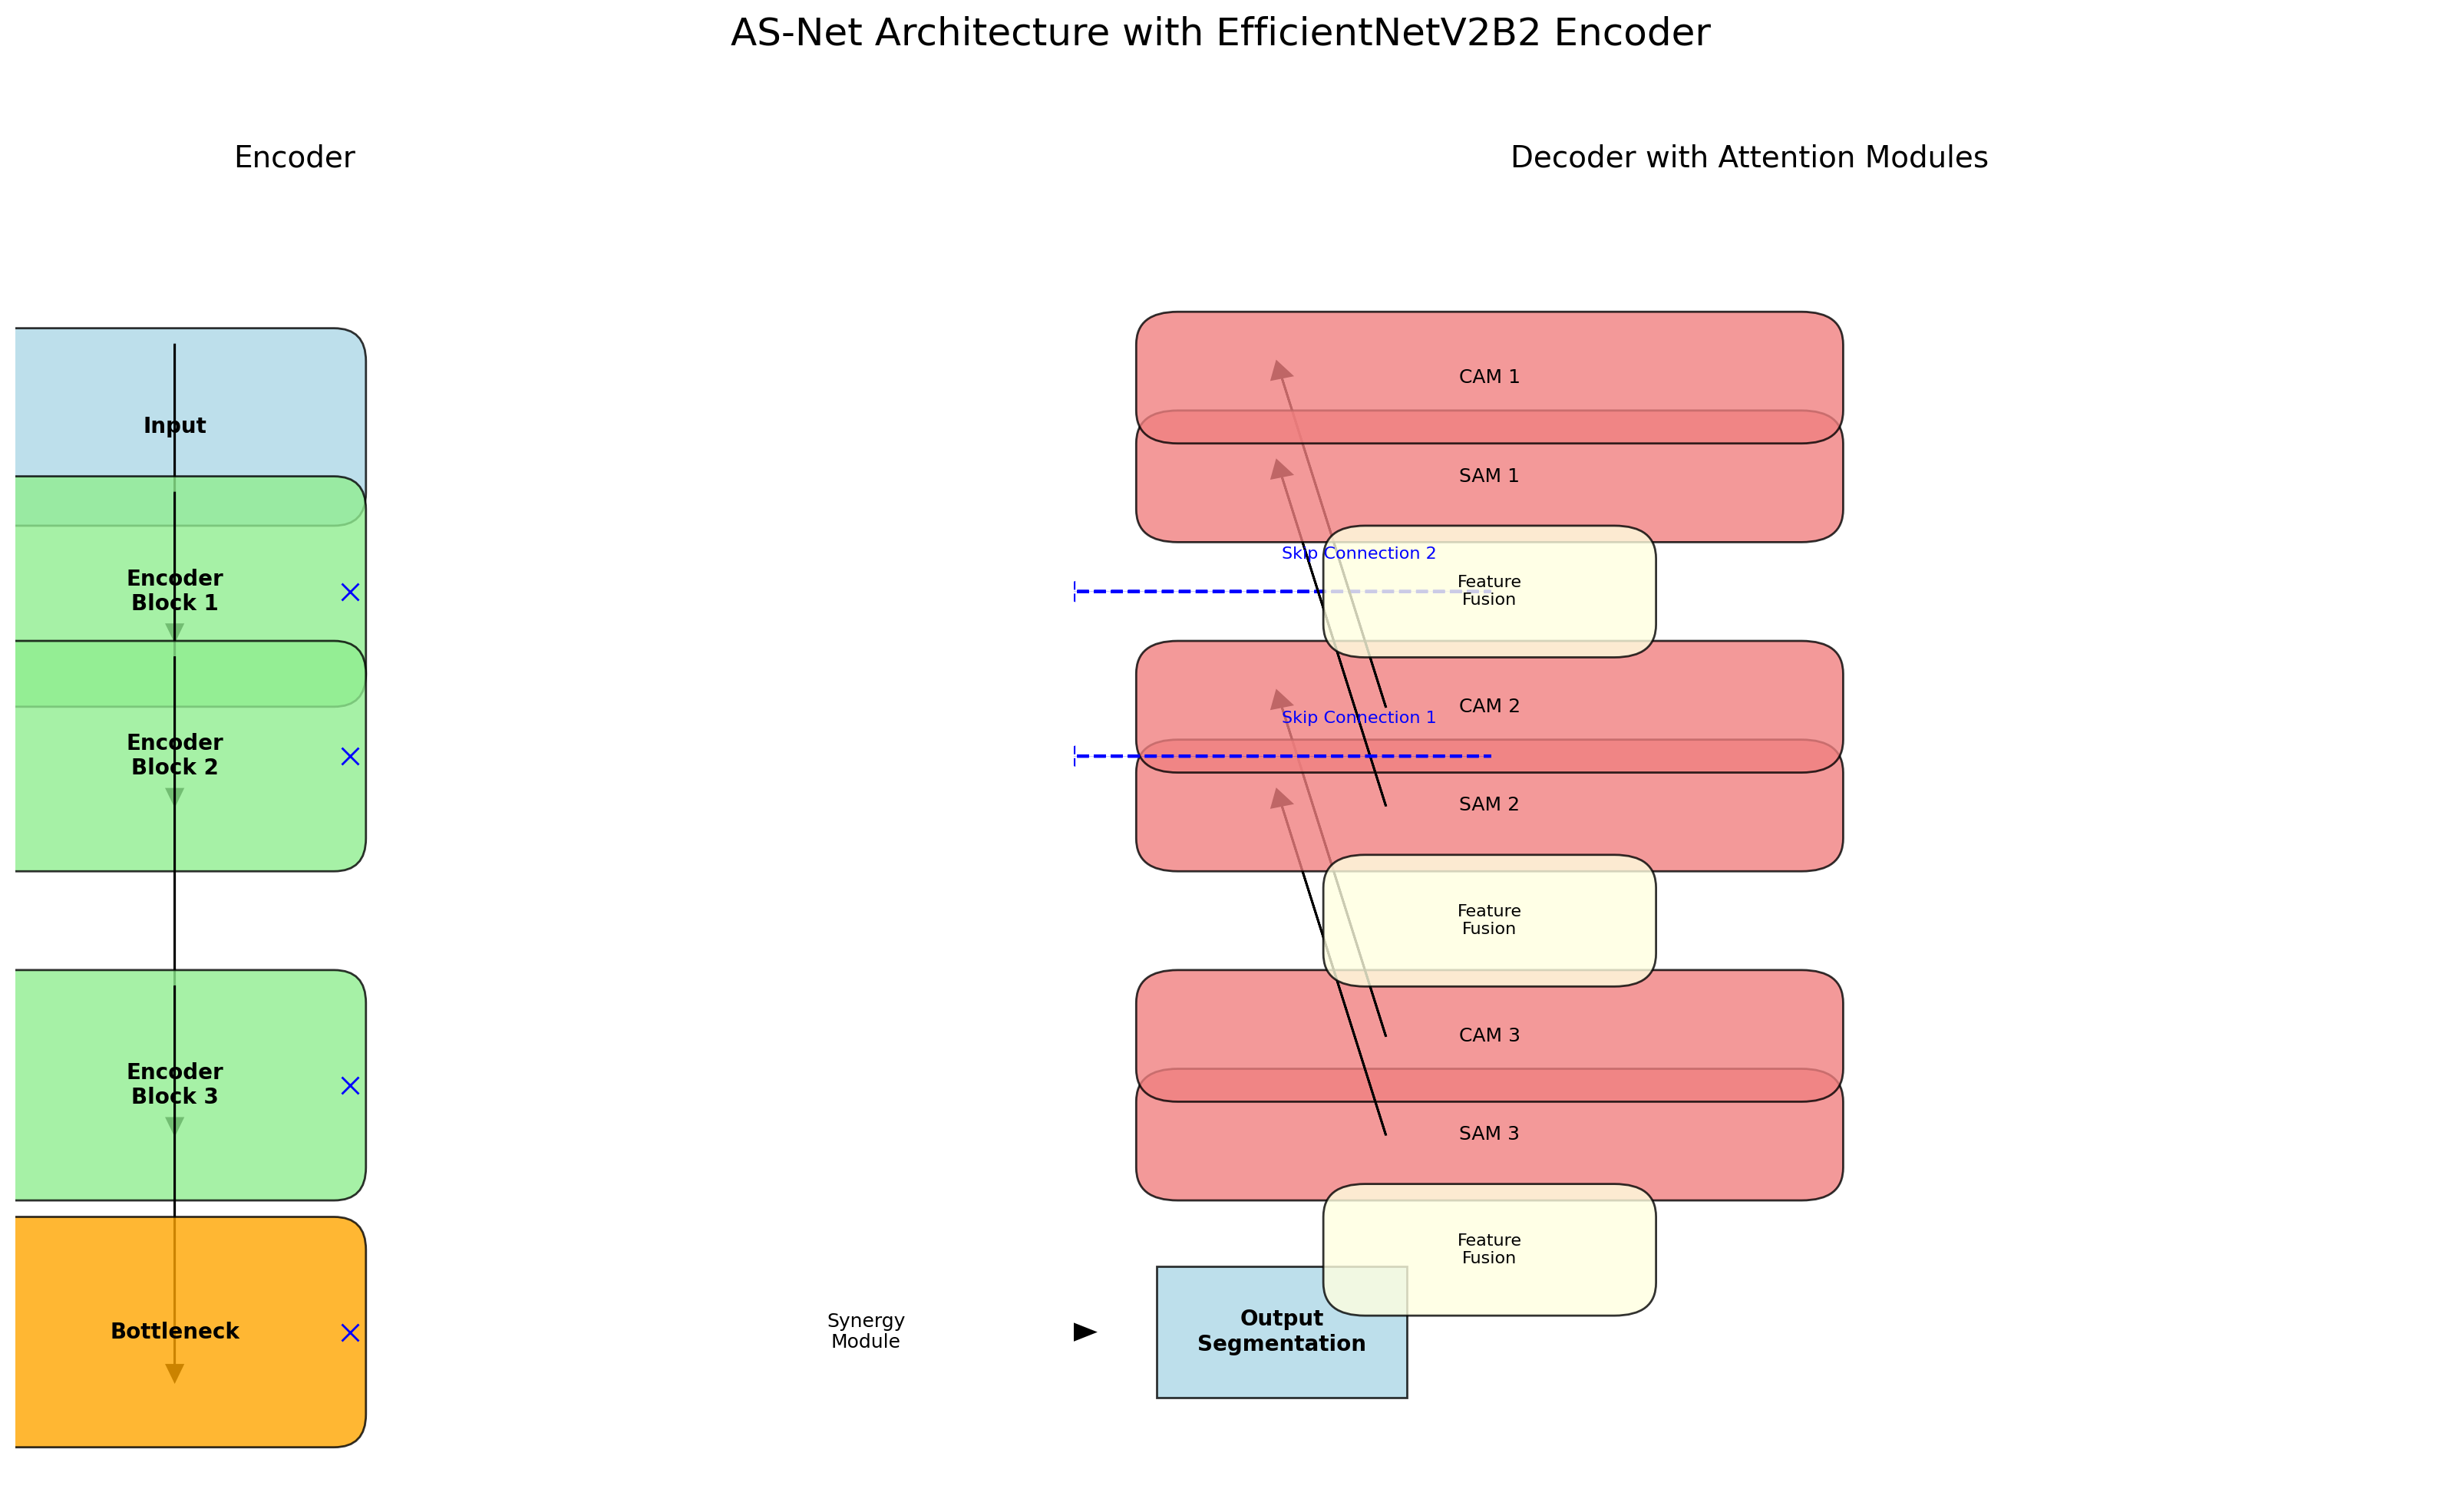 AS-Net Architecture with EfficientNetV2B2 Encoder
Encoder
Decoder with Attention Modules
Input
Encoder
Block 1
Encoder
Block 2
Encoder
Block 3
Bottleneck
CAM 1
SAM 1
Skip Connection 2
Feature
Fusion
CAM 2
Skip Connection 1
SAM 2
Feature
Fusion
CAM 3
SAM 3
Feature
Fusion
Synergy
Module
Output
Segmentation